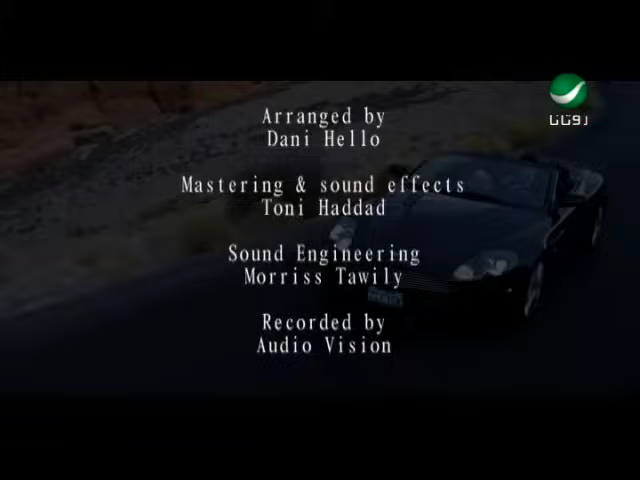 روتانا
Arranged by
Dani Hello
Mastering & sound effects
Toni Haddad
Sound Engineering
Morriss Tawily
Recorded by
Audio Vision